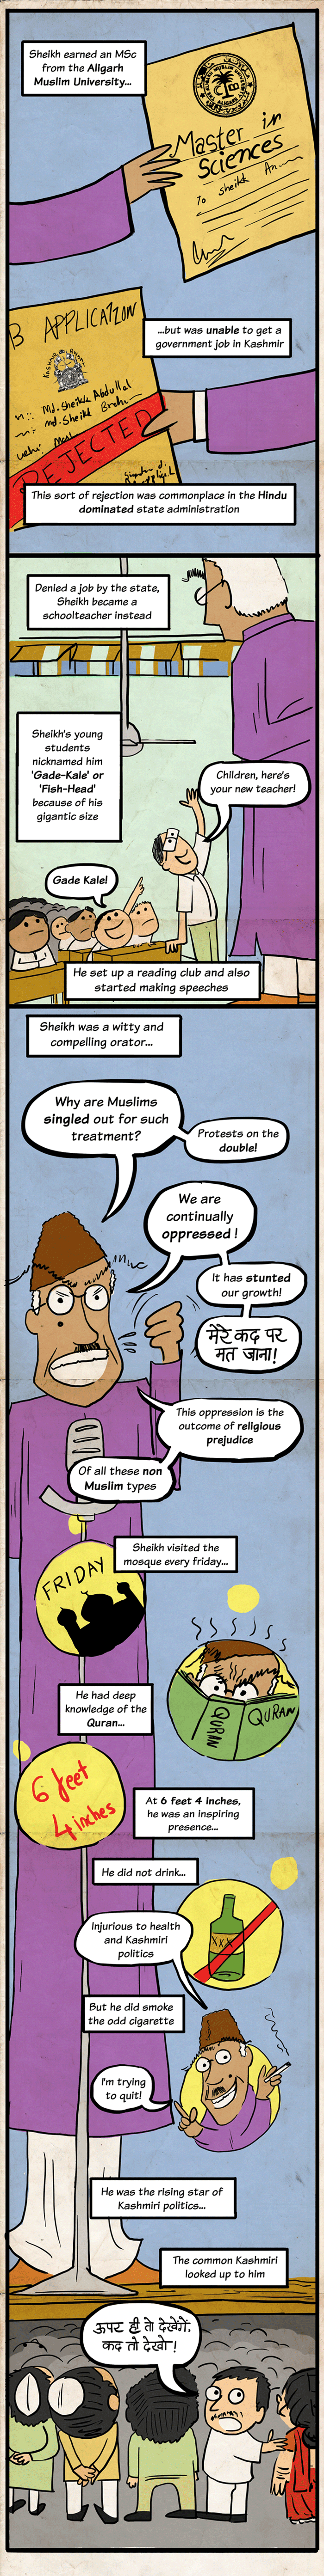 Sheikh earned an MSc
from the Aligarh
Muslim University...
Master in
Sciences
To Sheikh
...but was unable to get a
government job in Kashmir
B APPLICATION
Md. Sheikh Abdullah
Md. Sheikh
REJECTED
This sort of rejection was commonplace in the Hindu
dominated state administration
Denied a job by the state,
Sheikh became a
schoolteacher instead
Sheikh's young
students
nicknamed him
'Gade-Kale' or
'Fish-Head'
because of his
gigantic size
Children, here's
your new teacher!
Gade Kale!
He set up a reading club and also
started making speeches
Sheikh was a witty and
compelling orator...
Why are Muslims
singled out for such
treatment?
Protests on the
double!
We are
continually
oppressed !
It has stunted
our growth!
मेरे कद पर
मत जाना!
This oppression is the
outcome of religious
prejudice
Of all these non
Muslim types
Sheikh visited the
mosque every friday...
FRIDAY
QURAN
QURAN
He had deep
knowledge of the
Quran...
6 feet
4 inches
At 6 feet 4 inches,
he was an inspiring
presence...
He did not drink...
XXX
Injurious to health
and Kashmiri
politics
But he did smoke
the odd cigarette
I'm trying
to quit!
He was the rising star of
Kashmiri politics...
The common Kashmiri
looked up to him
ऊपर ही तो देखेंगे:
कद तो देखो !